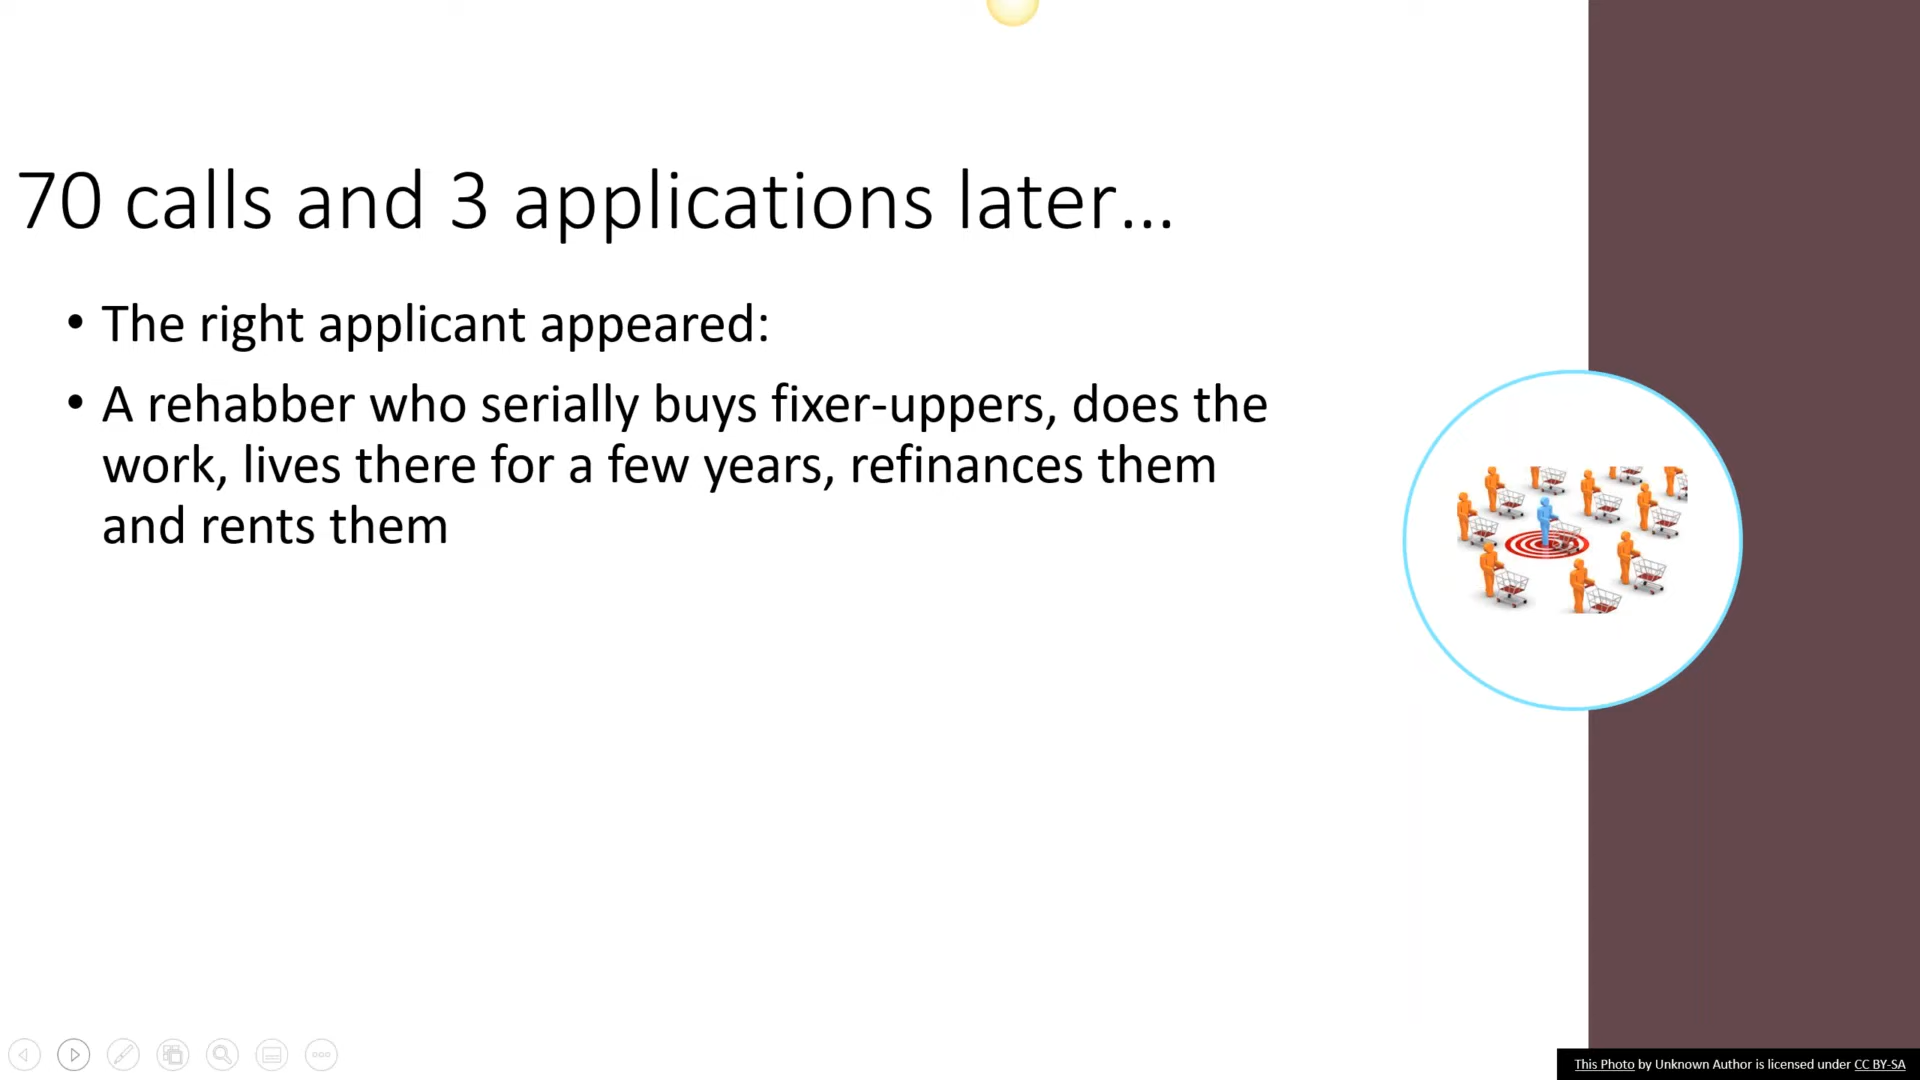 70 calls and 3 applications later...
• The right applicant appeared:
• A rehabber who serially buys fixer-uppers, does the
work, lives there for a few years, refinances them
and rents them
This Photo by Unknown Author is licensed under CC BY-SA